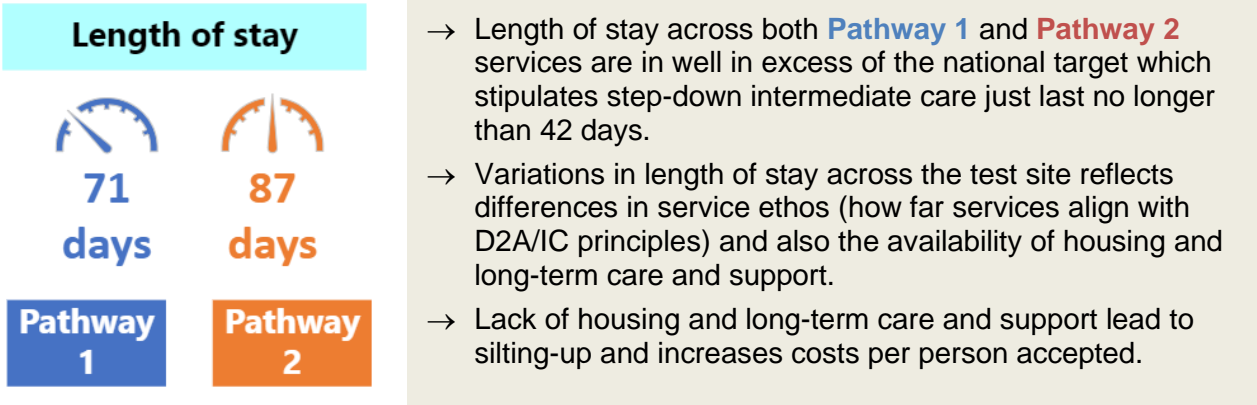 Length of stay
71
days
87
days
Pathway
1
Pathway
2
→ Length of stay across both Pathway 1 and Pathway 2
services are in well in excess of the national target which
stipulates step-down intermediate care just last no longer
than 42 days.
→ Variations in length of stay across the test site reflects
differences in service ethos (how far services align with
D2A/IC principles) and also the availability of housing and
long-term care and support.
→ Lack of housing and long-term care and support lead to
silting-up and increases costs per person accepted.